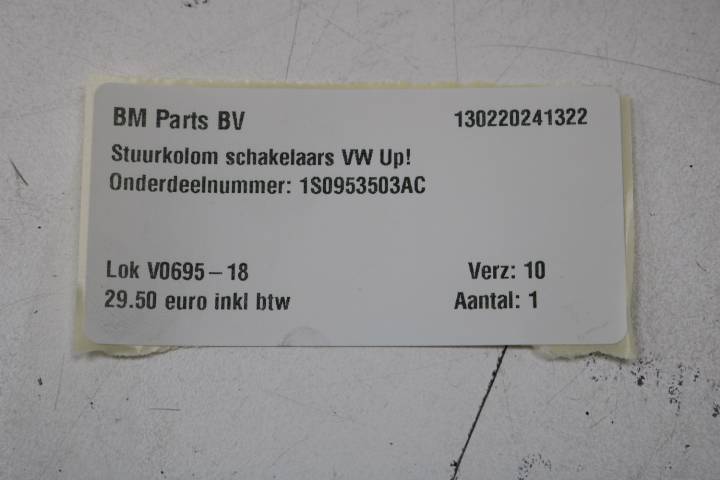 BM Parts BV 130220241322
Stuurkolom schakelaars VW Up!
Onderdeelnummer: 1S0953503AC
Lok V0695-18 Verz: 10
29.50 euro inkl btw Aantal: 1